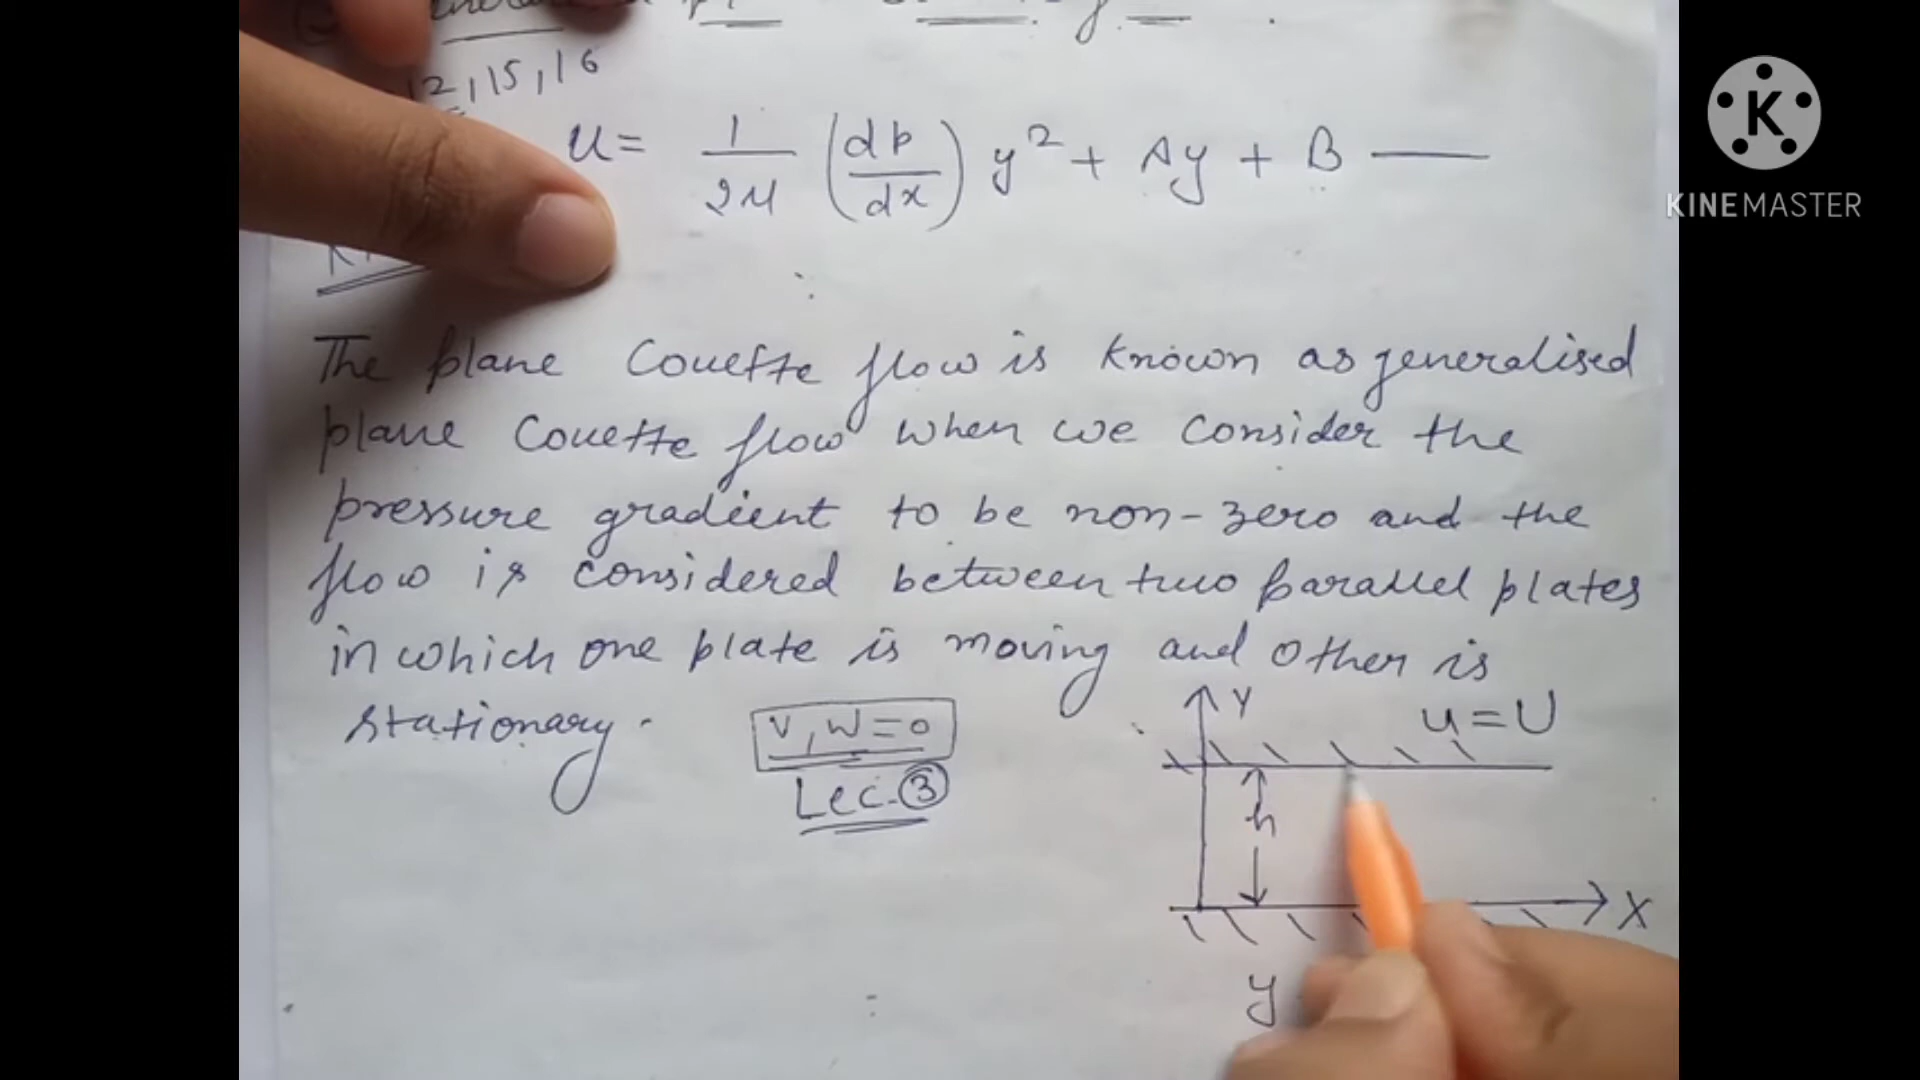 12, 15, 16
u = 1/2μ (dp/dx) y² + Ay + B —
K
KINEMASTER
The plane Couette flow is known as generalised
plane Couette flow when we consider the
pressure gradient to be non-zero and the
flow is considered between two parallel plates
in which one plate is moving and other is
stationary.
v, w = 0
Lec. 3
Y
u = U
h
X
y